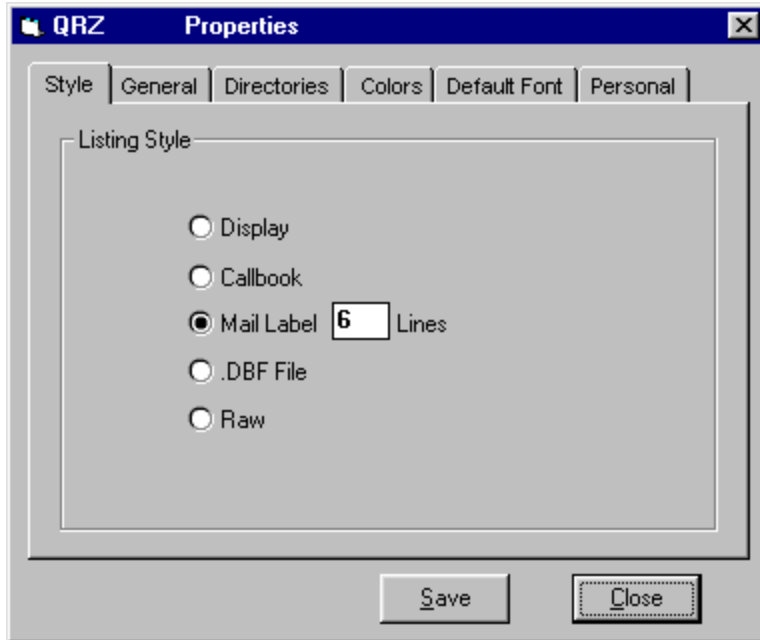 QRZ Properties
Style General Directories Colors Default Font Personal
Listing Style
Display
Callbook
Mail Label 6 Lines
.DBF File
Raw
Save Close